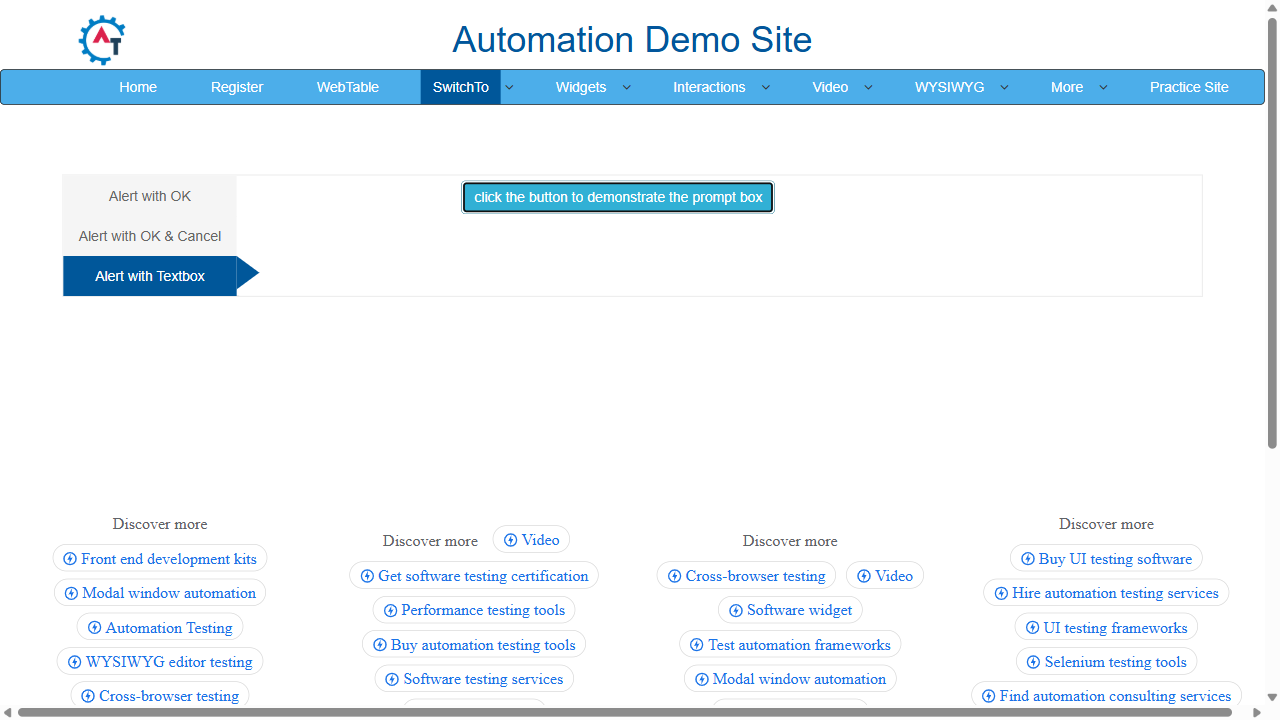 AT
Automation Demo Site
Home Register WebTable SwitchTo Widgets Interactions Video WYSIWYG More Practice Site
Alert with OK
Alert with OK & Cancel
Alert with Textbox
click the button to demonstrate the prompt box
Discover more
Front end development kits
Modal window automation
Automation Testing
WYSIWYG editor testing
Cross-browser testing
Discover more
Video
Get software testing certification
Performance testing tools
Buy automation testing tools
Software testing services
Discover more
Cross-browser testing
Video
Software widget
Test automation frameworks
Modal window automation
Discover more
Buy UI testing software
Hire automation testing services
UI testing frameworks
Selenium testing tools
Find automation consulting services